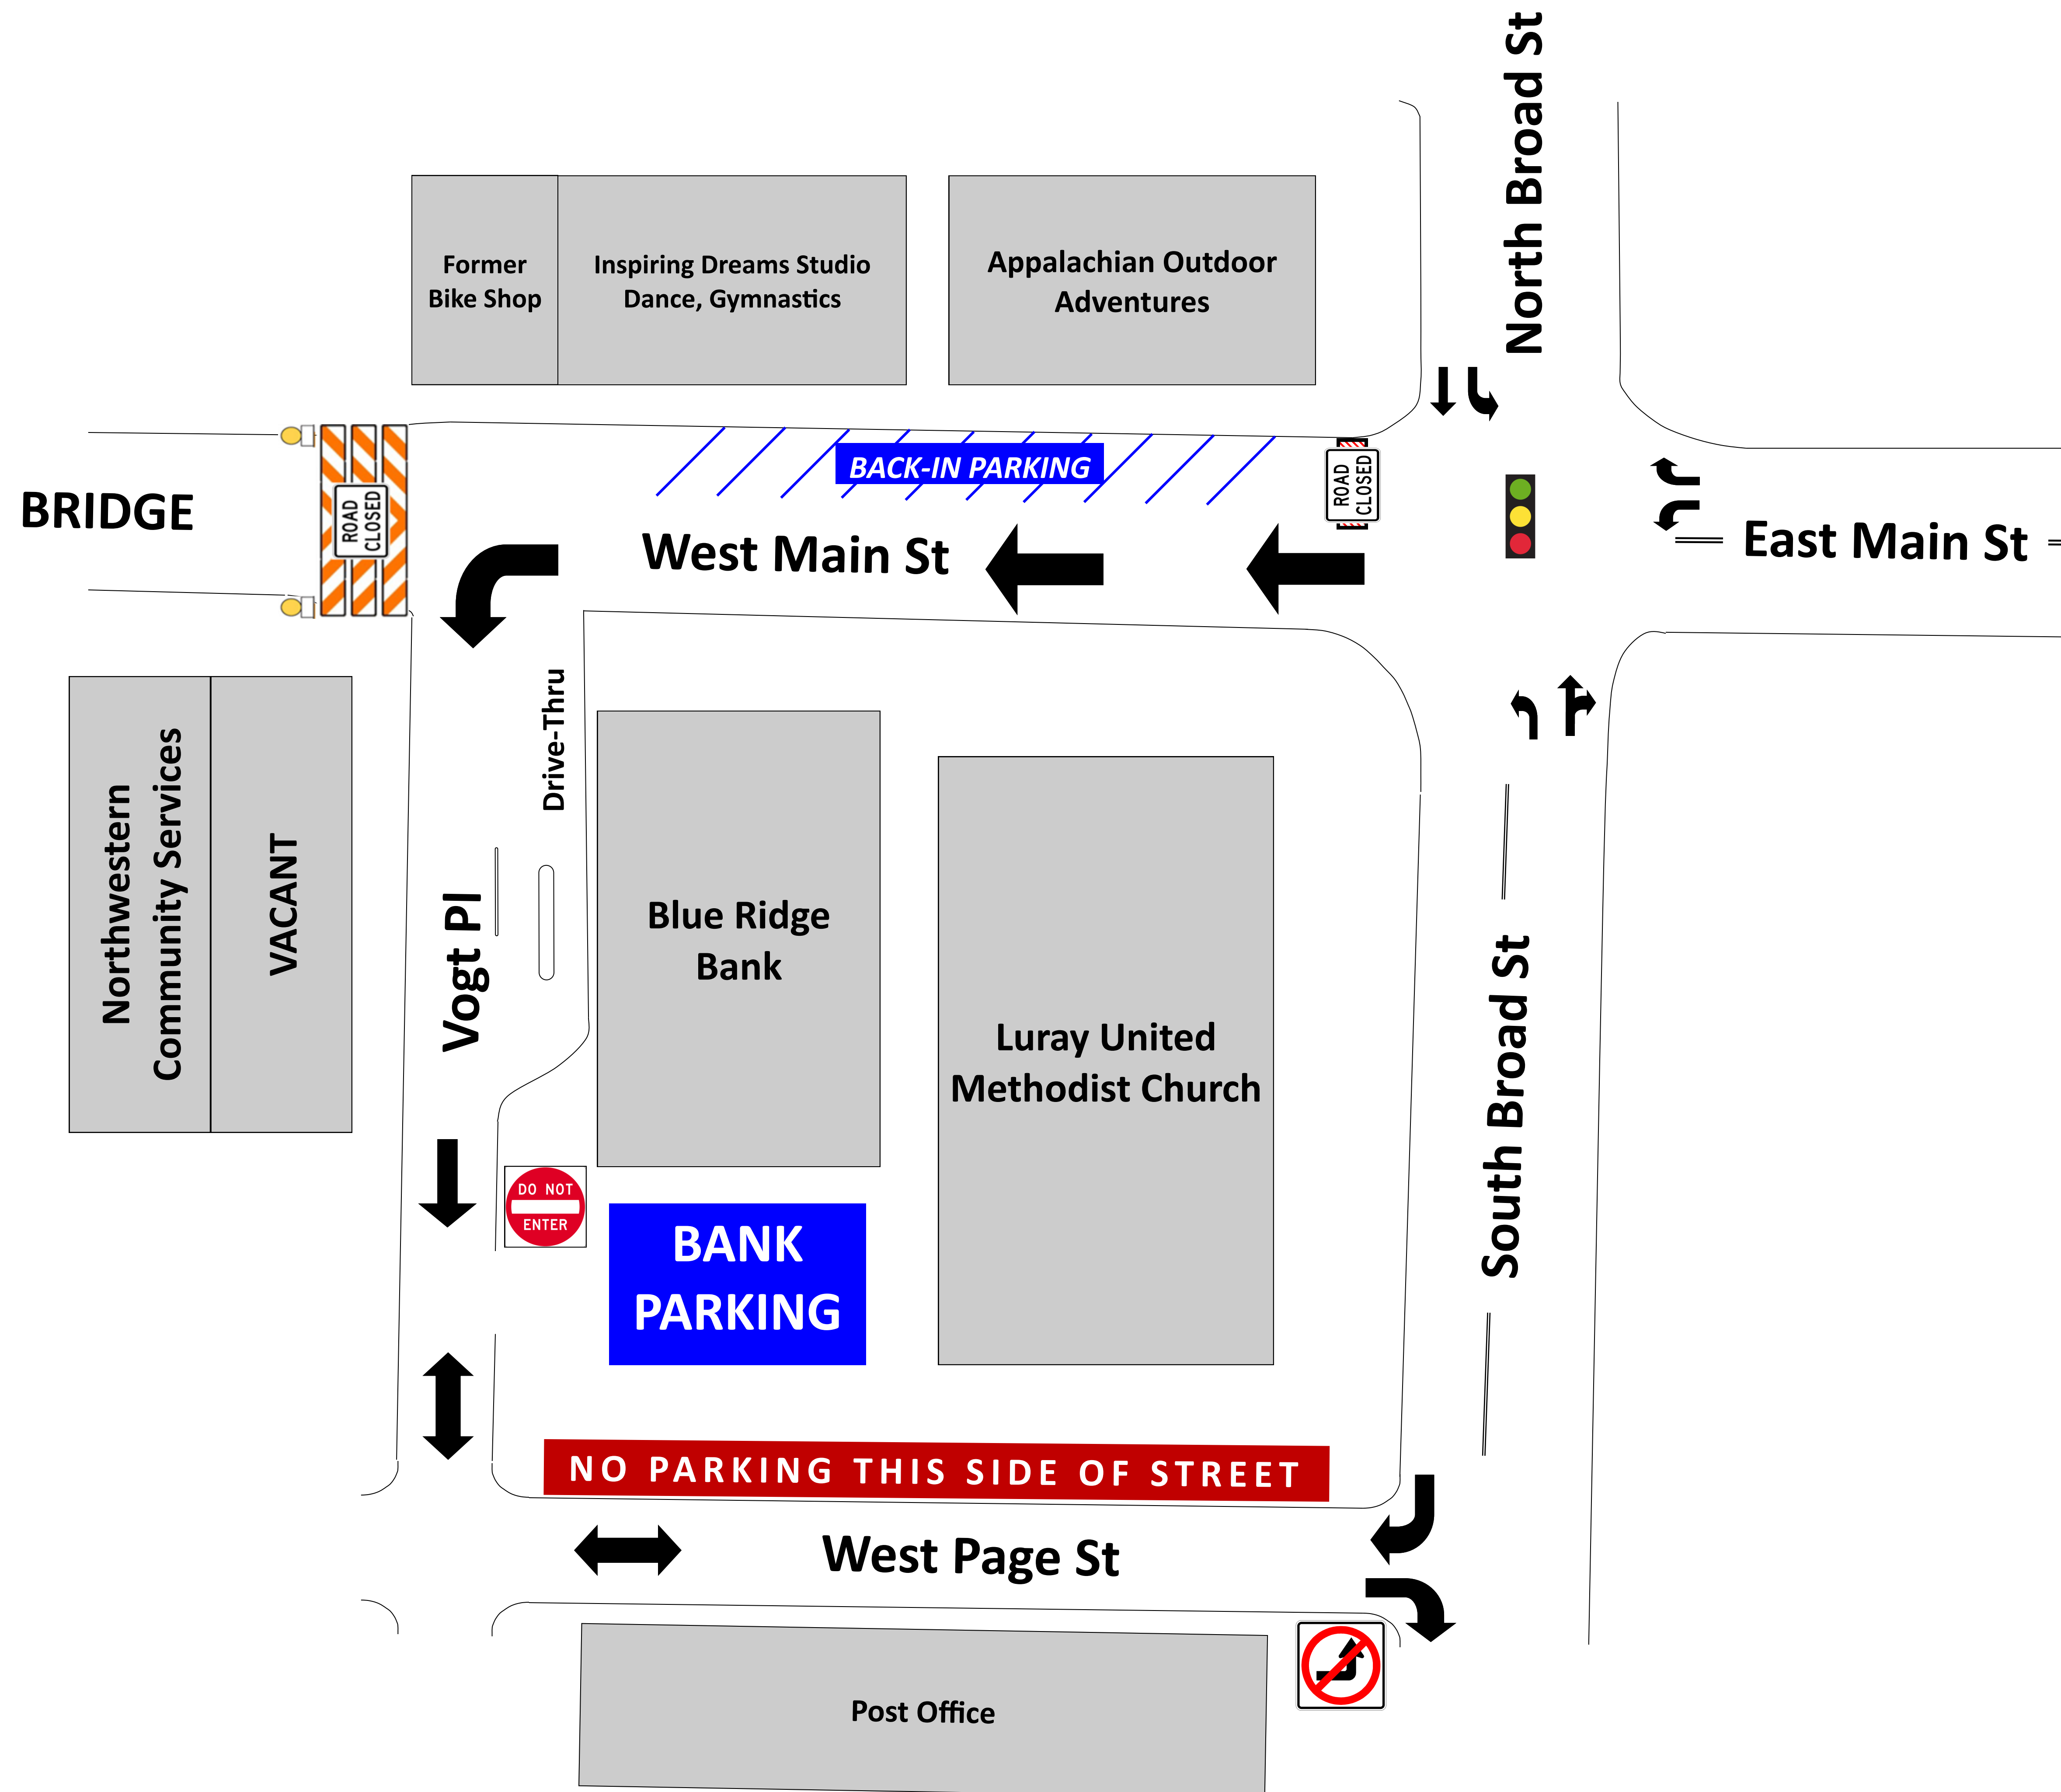 North Broad St
Former
Bike Shop
Inspiring Dreams Studio
Dance, Gymnastics
Appalachian Outdoor
Adventures
BACK-IN PARKING
ROAD
CLOSED
BRIDGE
ROAD
CLOSED
West Main St
East Main St
Drive-Thru
Northwestern
Community Services
VACANT
Vogt Pl
Blue Ridge
Bank
Luray United
Methodist Church
South Broad St
DO NOT
ENTER
BANK
PARKING
NO PARKING THIS SIDE OF STREET
West Page St
Post Office